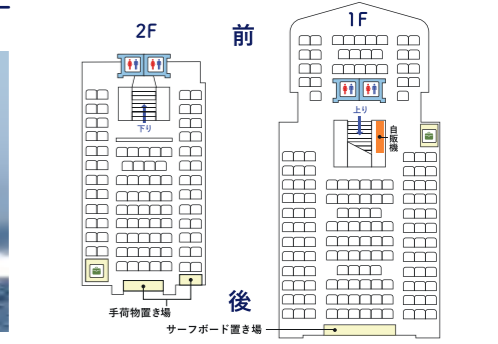 2F
前
1F
下り
上り
自販機
手荷物置き場
後
サーフボード置き場